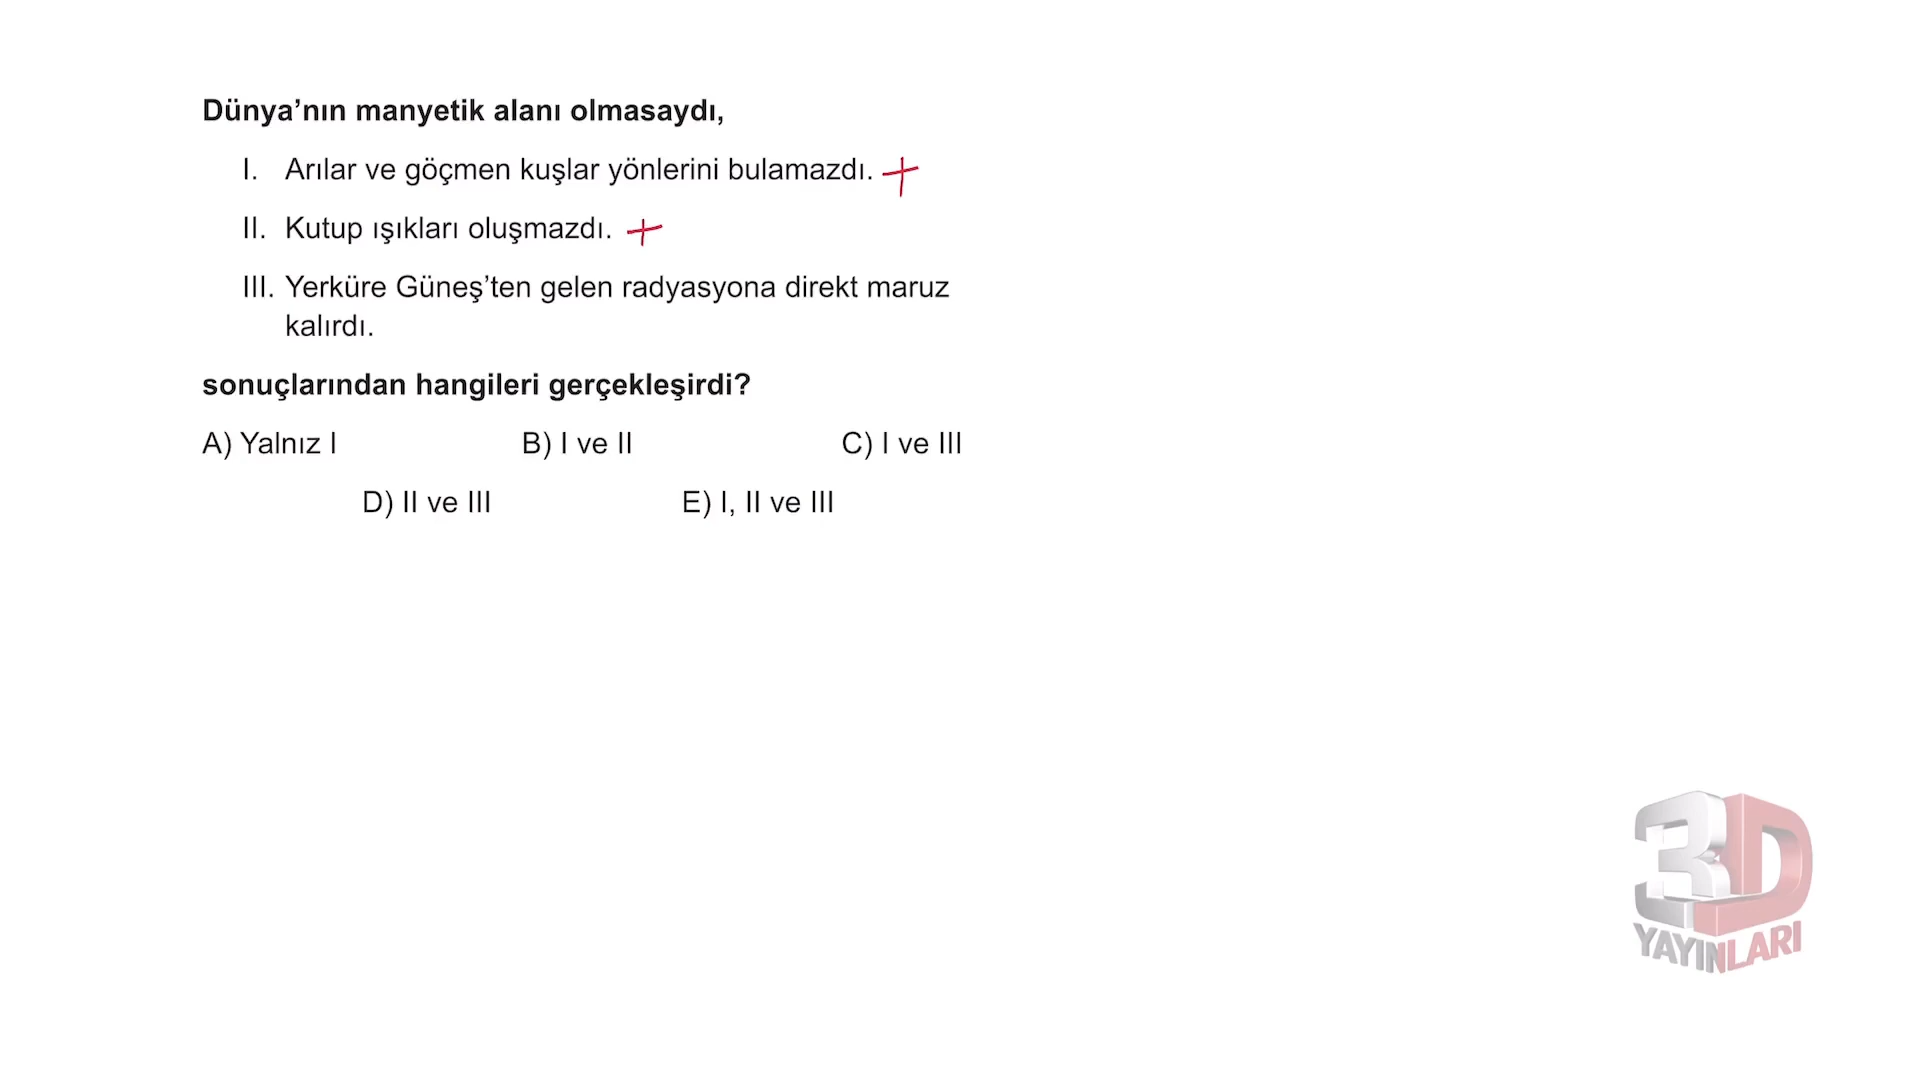 Dünya’nın manyetik alanı olmasaydı,
I. Arılar ve göçmen kuşlar yönlerini bulamazdı. +
II. Kutup ışıkları oluşmazdı. +
III. Yerküre Güneş’ten gelen radyasyona direkt maruz
kalırdı.
sonuçlarından hangileri gerçekleşirdi?
A) Yalnız I B) I ve II C) I ve III
D) II ve III E) I, II ve III
3D
YAYINLARI